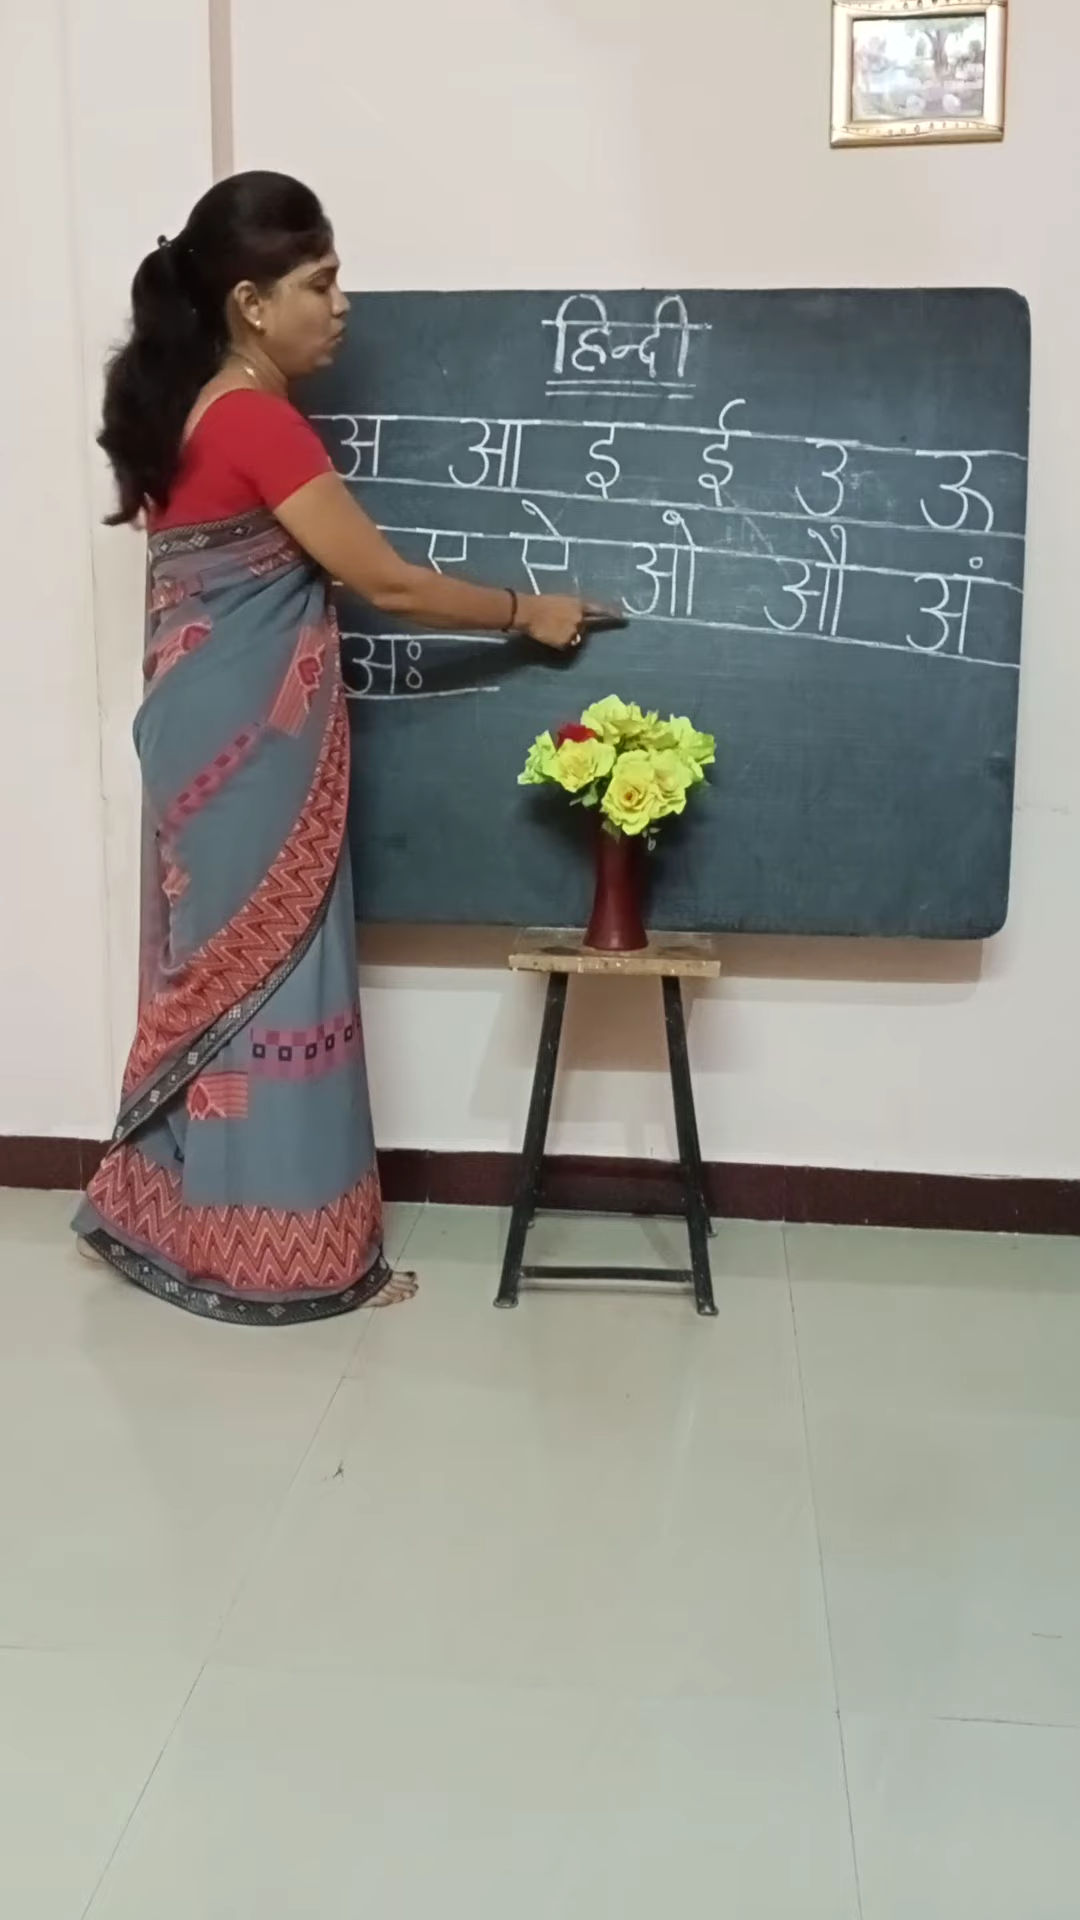 हिन्दी
अ आ इ ई उ ऊ
ए ऐ ओ औ अं
अः